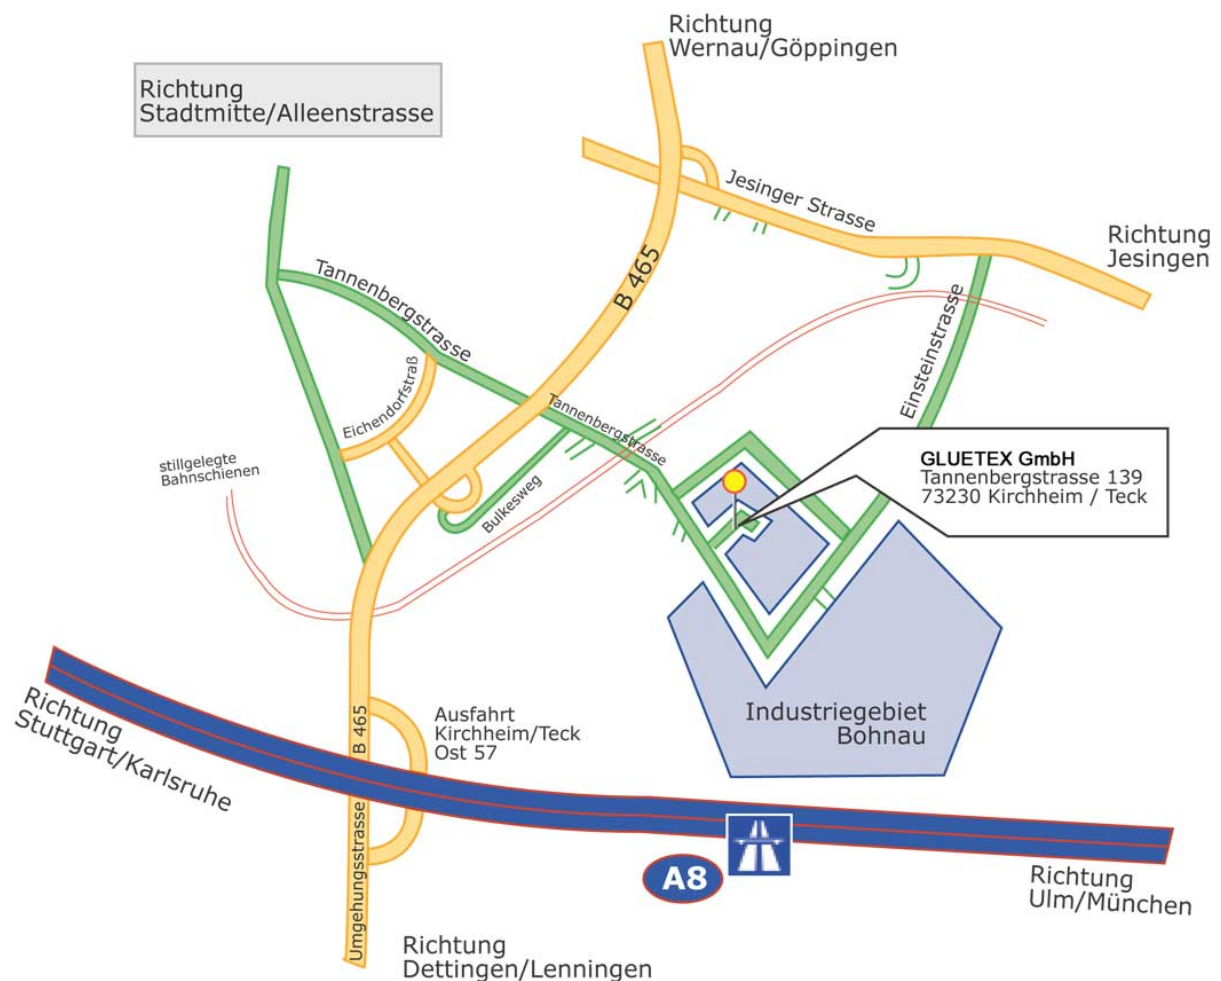 Richtung
Wernau/Göppingen
Richtung
Stadtmitte/Alleenstrasse
Jesinger Strasse
Richtung
Jesingen
B 465
Tannenbergstrasse
Einsteinstrasse
Eichendorfstraß
Tannenbergstrasse
stillgelegte
Bahnschienen
Bulkesweg
GLUETEX GmbH
Tannenbergstrasse 139
73230 Kirchheim / Teck
Industriegebiet
Bohnau
Richtung
Stuttgart/Karlsruhe
Ausfahrt
Kirchheim/Teck
Ost 57
Umgehungsstrasse B 465
A8
Richtung
Ulm/München
Richtung
Dettingen/Lenningen